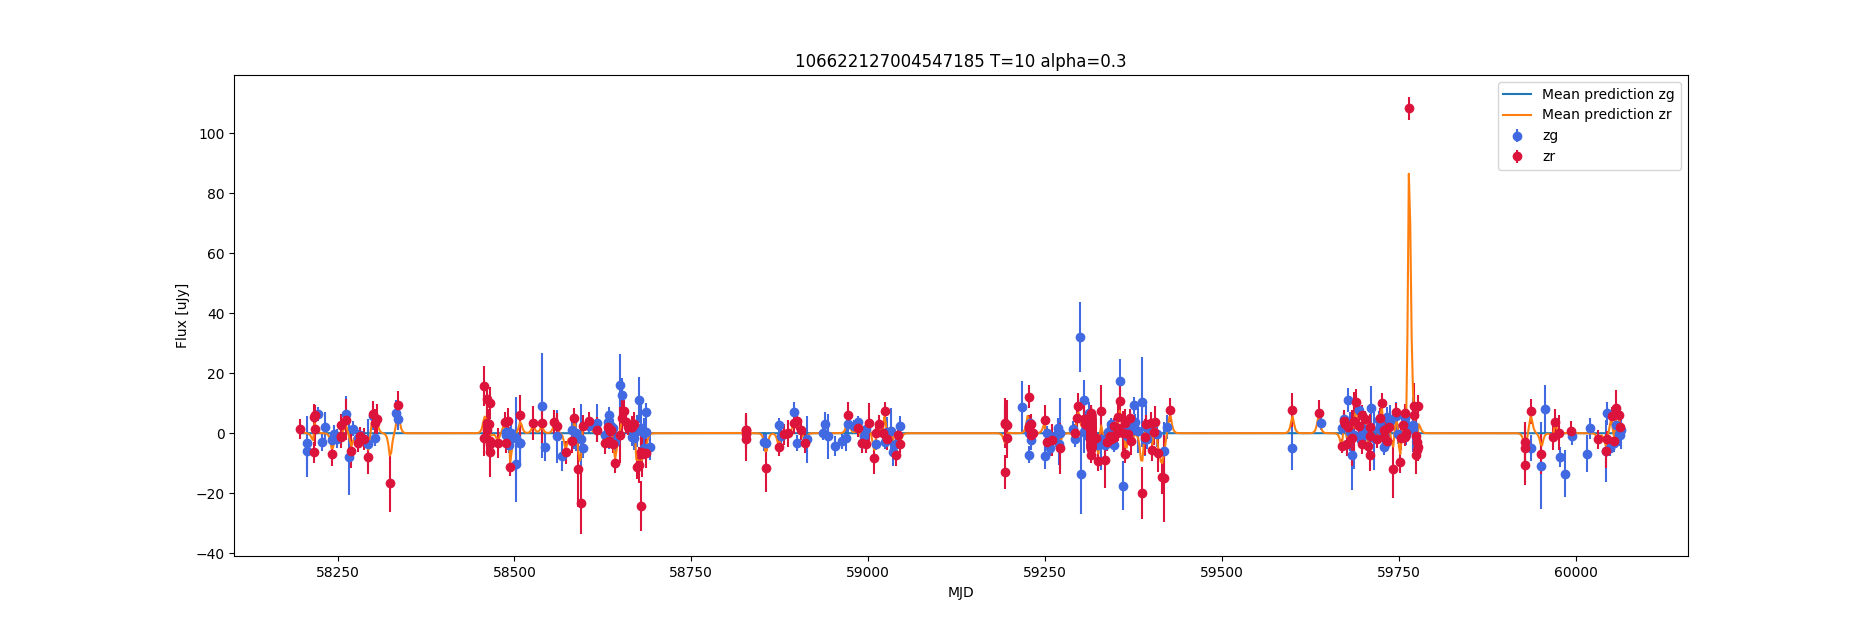 106622127004547185 T=10 alpha=0.3
Mean prediction zg
Mean prediction zr
zg
zr
Flux [uJy]
100
80
60
40
20
0
−20
−40
58250 58500 58750 59000 59250 59500 59750 60000
MJD